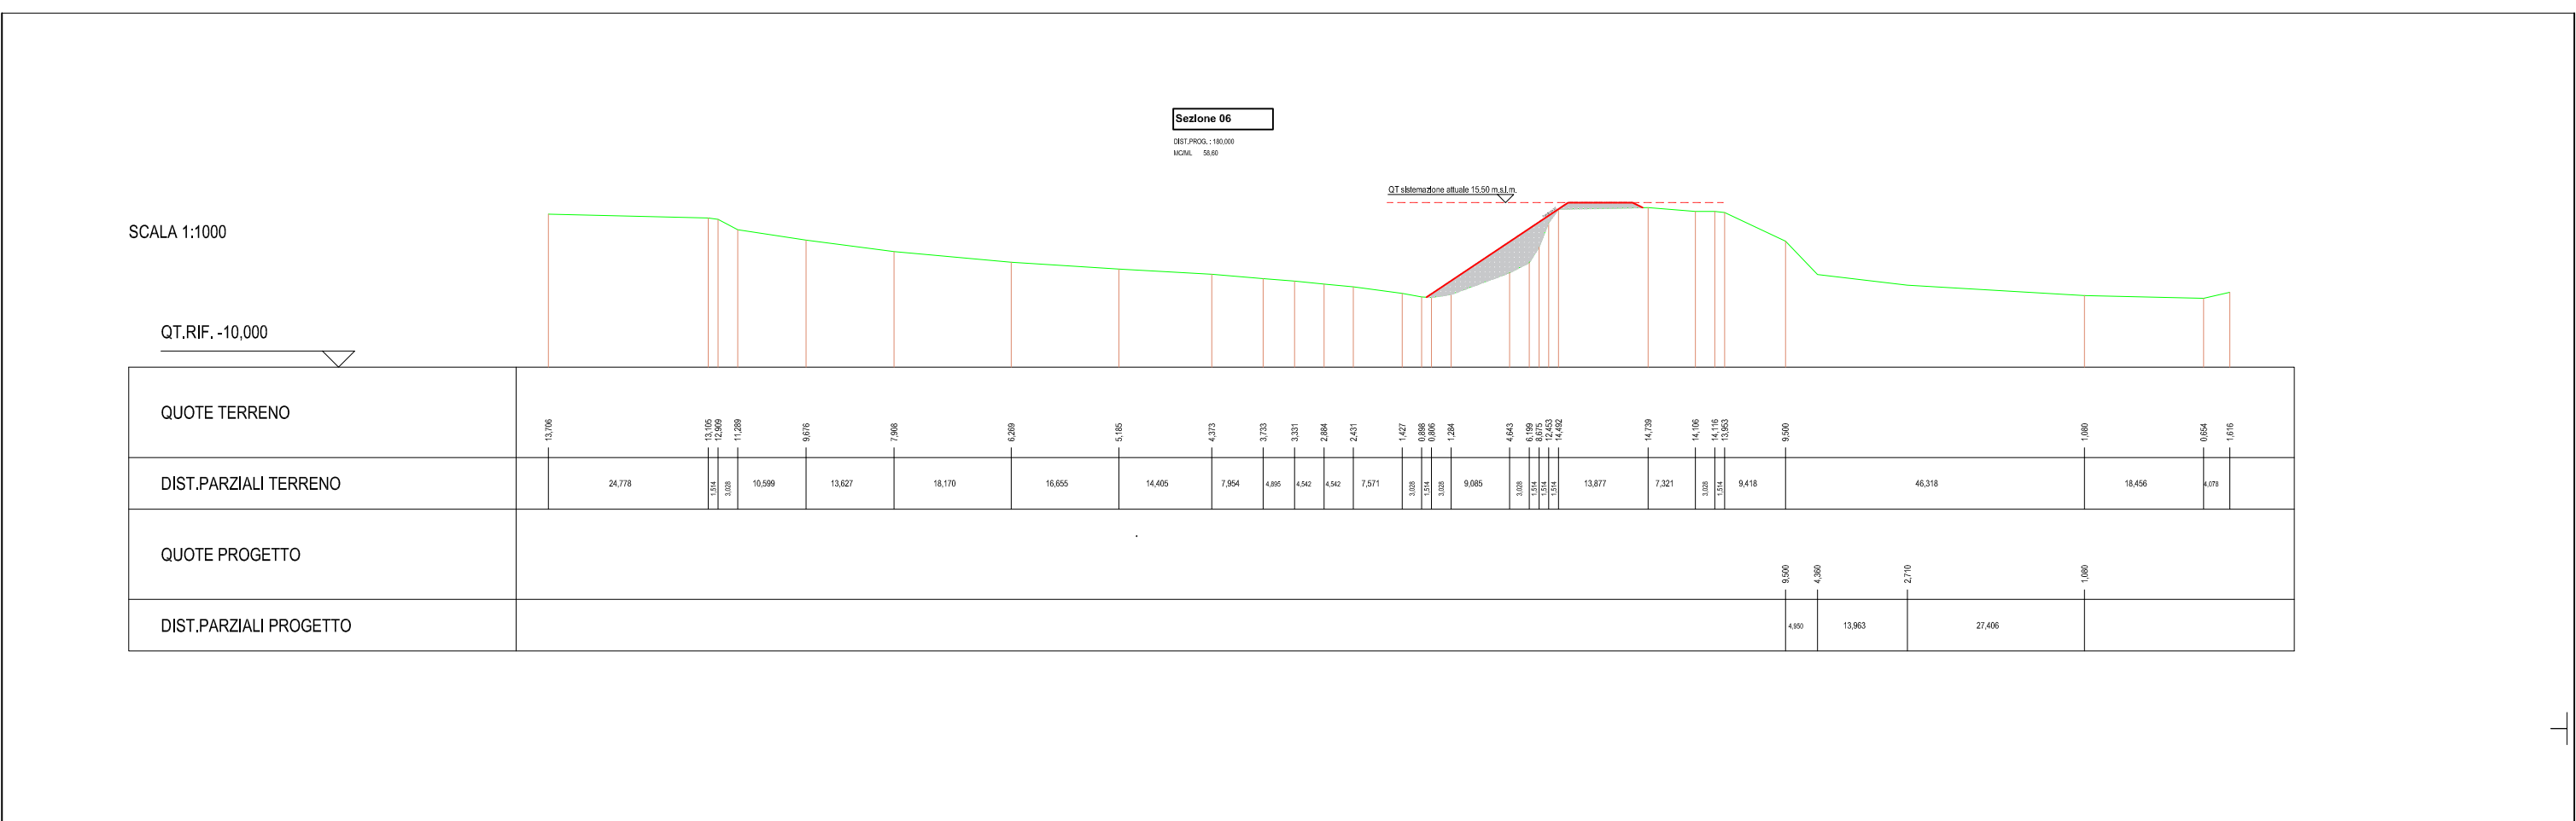 Sezione 06
DIST.PROG. : 180,000
MC/ML 58,60
QT sistemazione attuale 15,50 m.s.l.m.
SCALA 1:1000
QT.RIF. -10,000
QUOTE TERRENO
13,706 13,105 12,909 11,289 9,676 7,908 6,269 5,185 4,373 3,733 3,331 2,884 2,431 1,427 0,898 0,806 1,284 4,643 6,199 8,675 12,453 14,492 14,739 14,106 14,116 13,953 9,500 1,080 0,654 1,616
DIST.PARZIALI TERRENO
24,778 1,514 3,028 10,599 13,627 18,170 16,655 14,405 7,954 4,895 4,542 4,542 7,571 3,028 1,514 3,028 9,085 3,028 1,514 1,514 1,514 13,877 7,321 3,028 1,514 9,418 46,318 18,456 4,078
QUOTE PROGETTO
9,500 4,360 2,710 1,080
DIST.PARZIALI PROGETTO
4,950 13,963 27,406